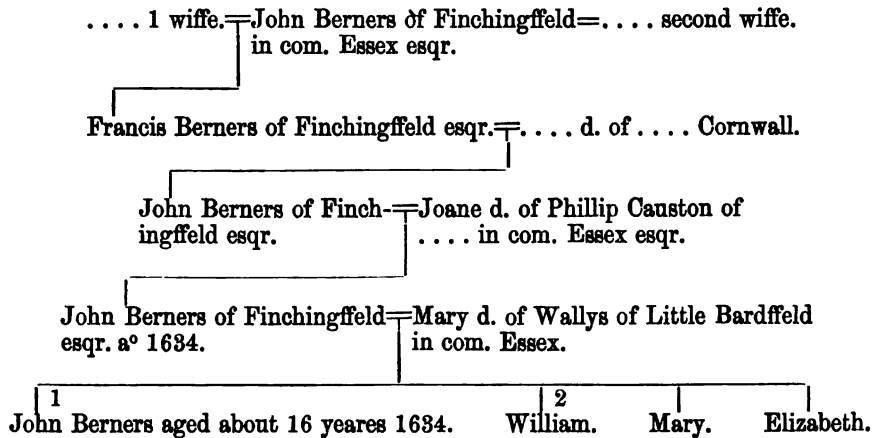 . . . . 1 wiffe.=John Berners of Finchingffeld=. . . . second wiffe.
in com. Essex esqr.
Francis Berners of Finchingffeld esqr.=. . . . d. of . . . . Cornwall.
John Berners of Finch-=Joane d. of Phillip Causton of
ingffeld esqr. . . . . in com. Essex esqr.
John Berners of Finchingffeld=Mary d. of Wallys of Little Bardffeld
esqr. aº 1634. in com. Essex.
1 2
John Berners aged about 16 yeares 1634. William. Mary. Elizabeth.